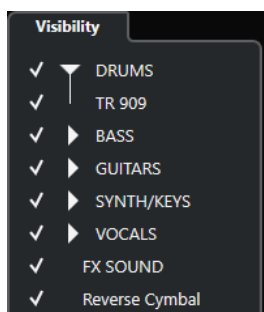 Visibility
DRUMS
TR 909
BASS
GUITARS
SYNTH/KEYS
VOCALS
FX SOUND
Reverse Cymbal